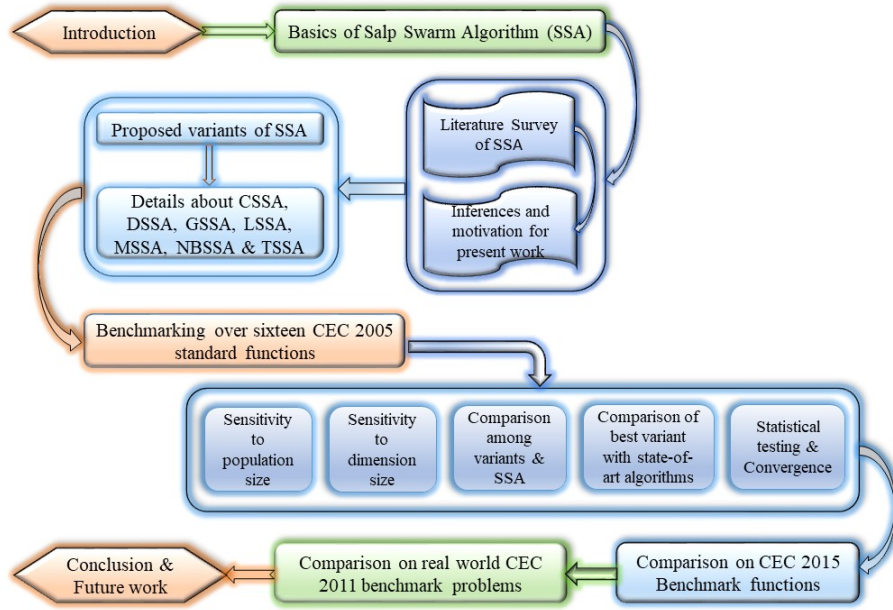 Introduction
Basics of Salp Swarm Algorithm (SSA)
Literature Survey
of SSA
Inferences and
motivation for
present work
Proposed variants of SSA
Details about CSSA,
DSSA, GSSA, LSSA,
MSSA, NBSSA & TSSA
Benchmarking over sixteen CEC 2005
standard functions
Sensitivity
to
population
size
Sensitivity
to
dimension
size
Comparison
among
variants &
SSA
Comparison of
best variant
with state-of-
art algorithms
Statistical
testing &
Convergence
Comparison on CEC 2015
Benchmark functions
Comparison on real world CEC
2011 benchmark problems
Conclusion &
Future work